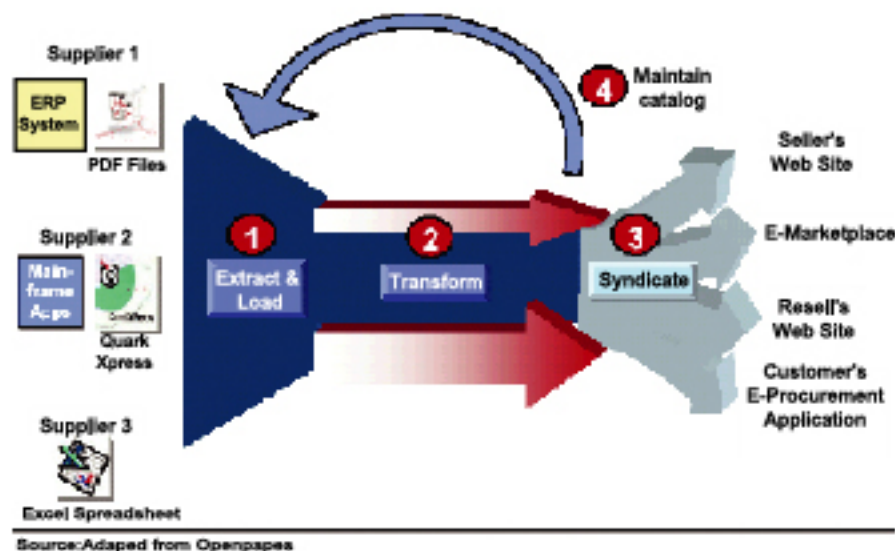 Supplier 1
ERP
System
PDF Files
Supplier 2
Main-
frame
Apps
Quark
Xpress
Supplier 3
Excel Spreadsheet
1
Extract &
Load
2
Transform
3
Syndicate
4
Maintain
catalog
Seller's
Web Site
E-Marketplace
Resell's
Web Site
Customer's
E-Procurement
Application
Source:Adaped from Openpapes